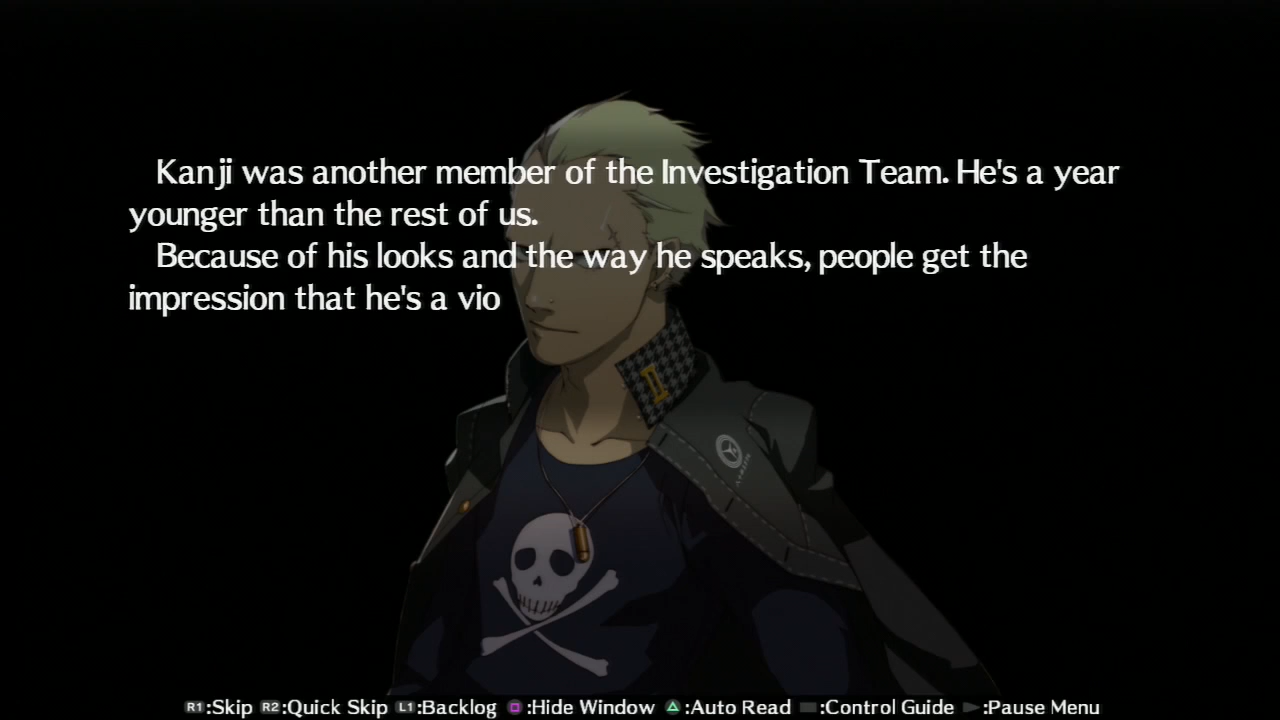 Kanji was another member of the Investigation Team. He's a year
younger than the rest of us.
Because of his looks and the way he speaks, people get the
impression that he's a vio
R1:Skip R2:Quick Skip L1:Backlog :Hide Window :Auto Read :Control Guide :Pause Menu